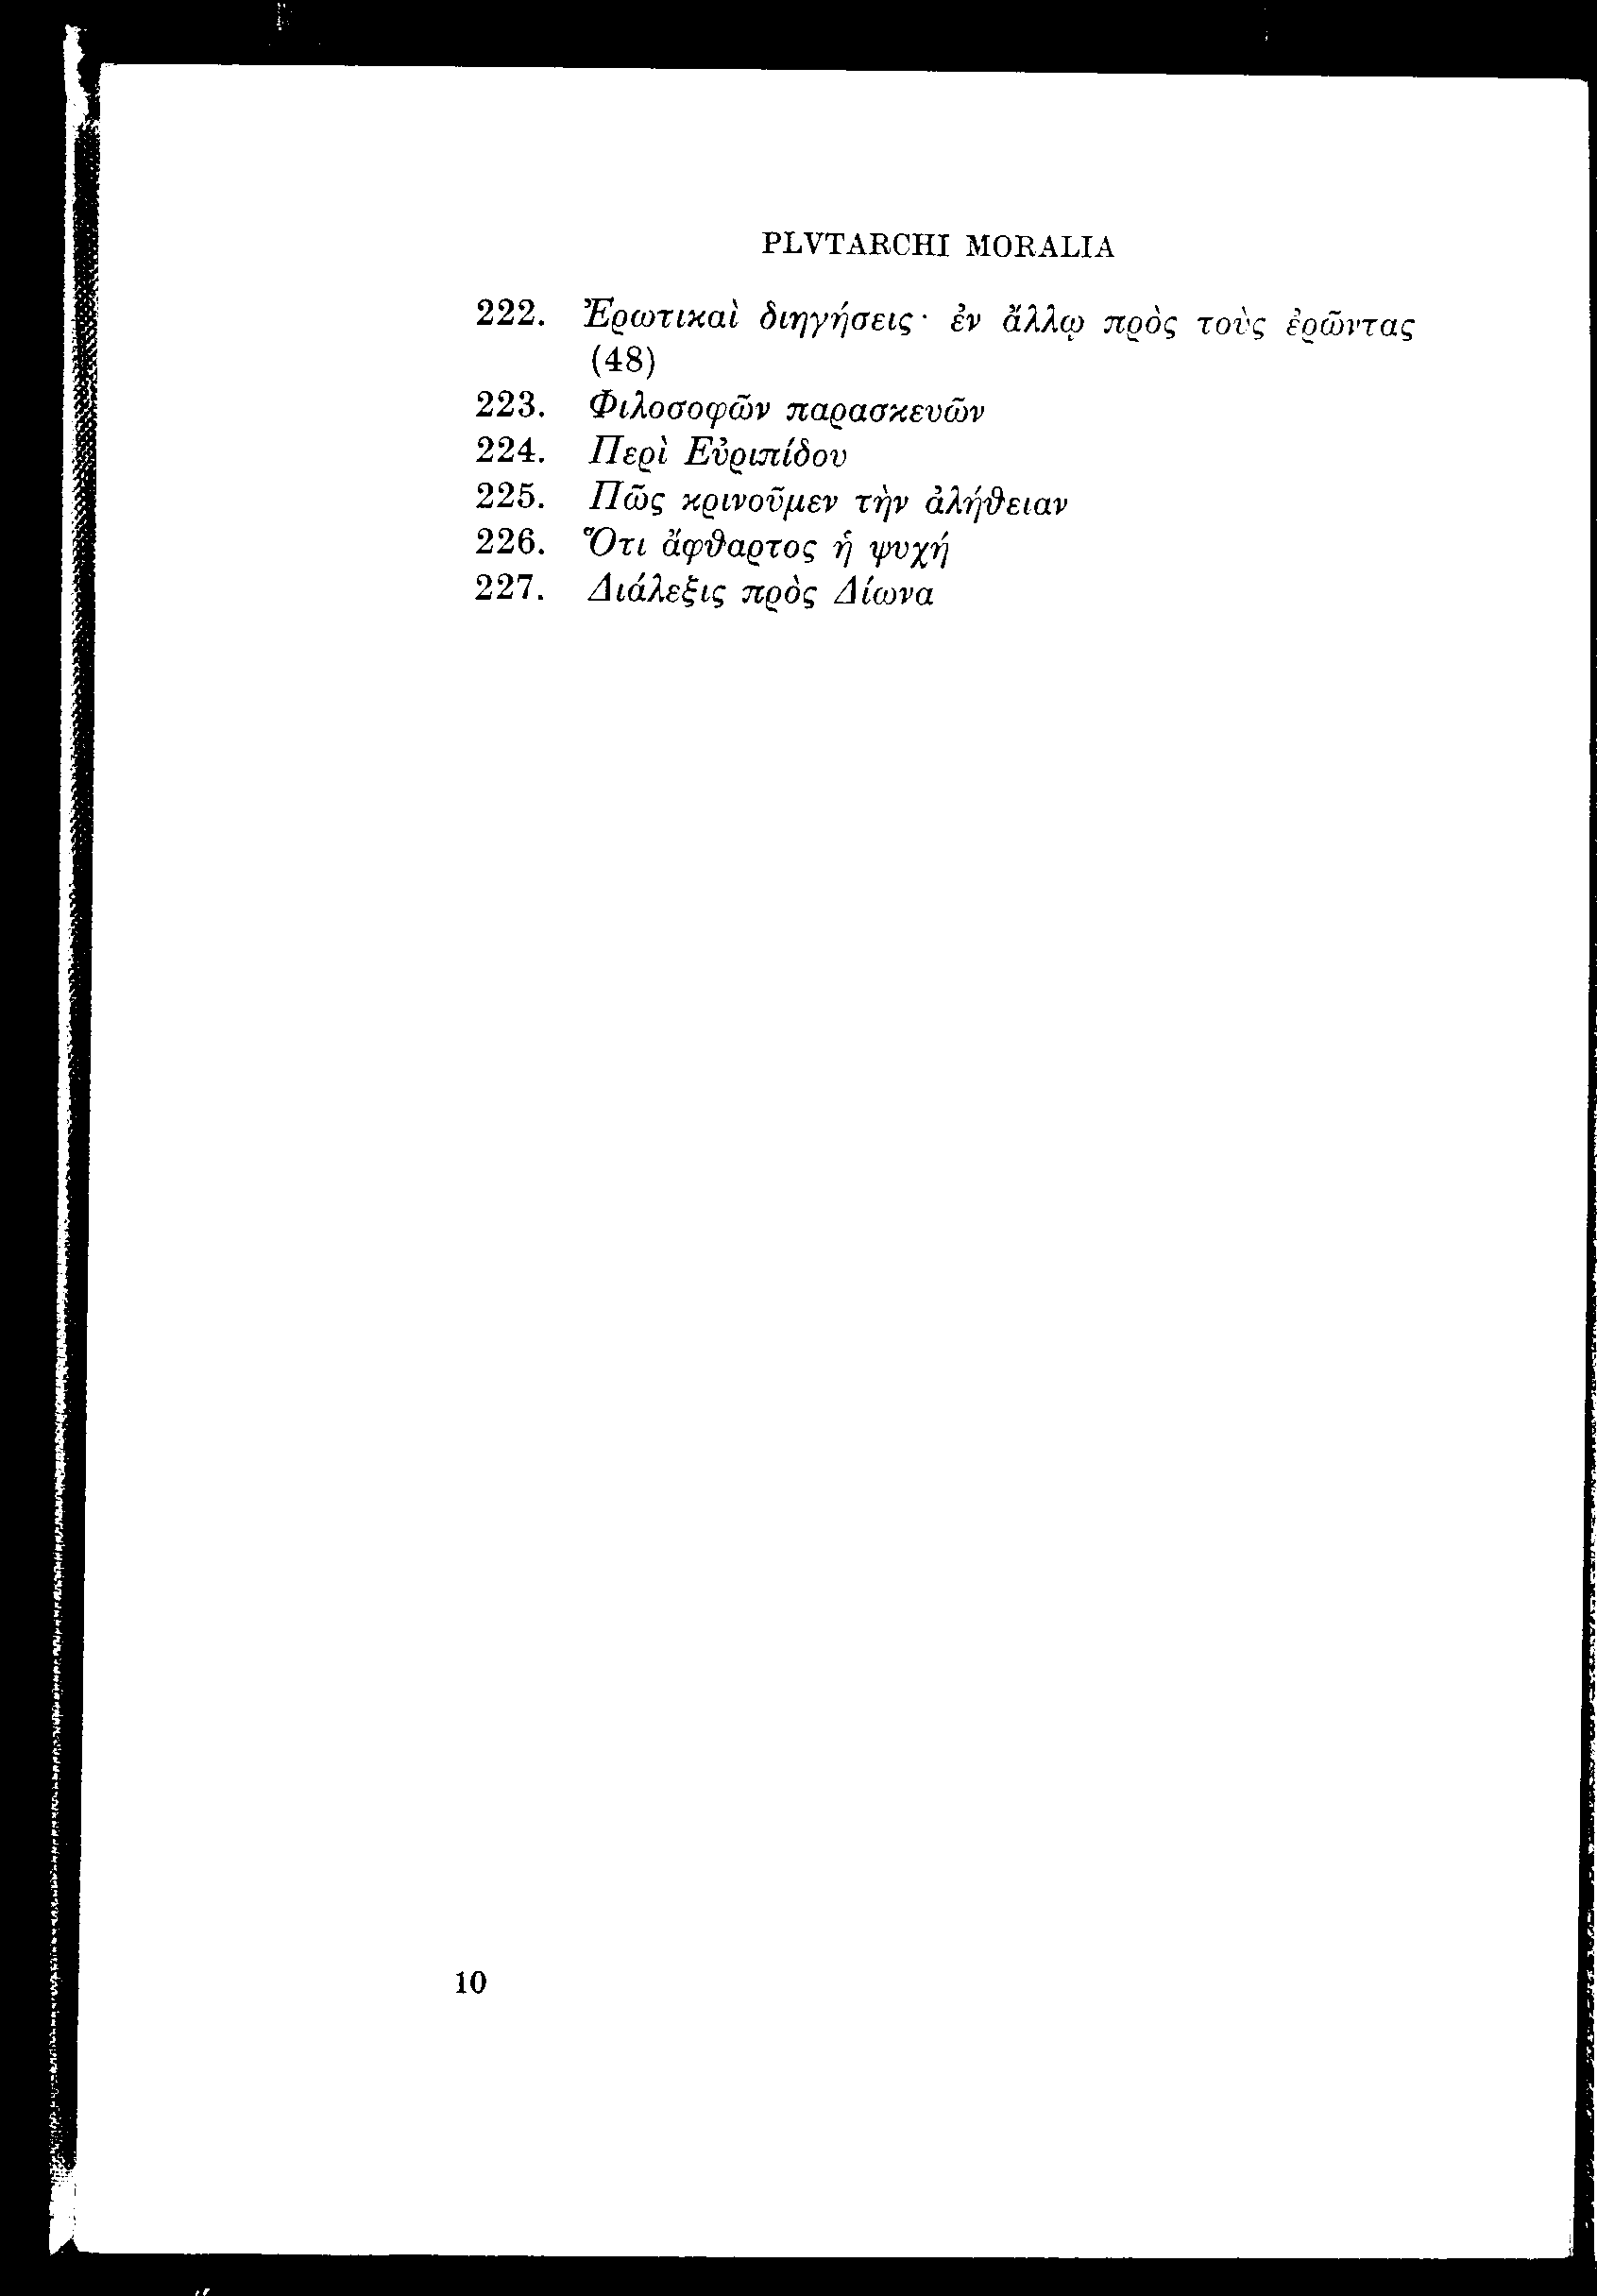 PLVTARCHI MORALIA
222. Ἐρωτικαὶ διηγήσεις· ἐν ἄλλῳ πρὸς τοὺς ἐρῶντας
(48)
223. Φιλοσοφῶν παρασκευῶν
224. Περὶ Εὐριπίδου
225. Πῶς κρινοῦμεν τὴν ἀλήθειαν
226. Ὅτι ἄφθαρτος ἡ ψυχή
227. Διάλεξις πρὸς Δίωνα
10